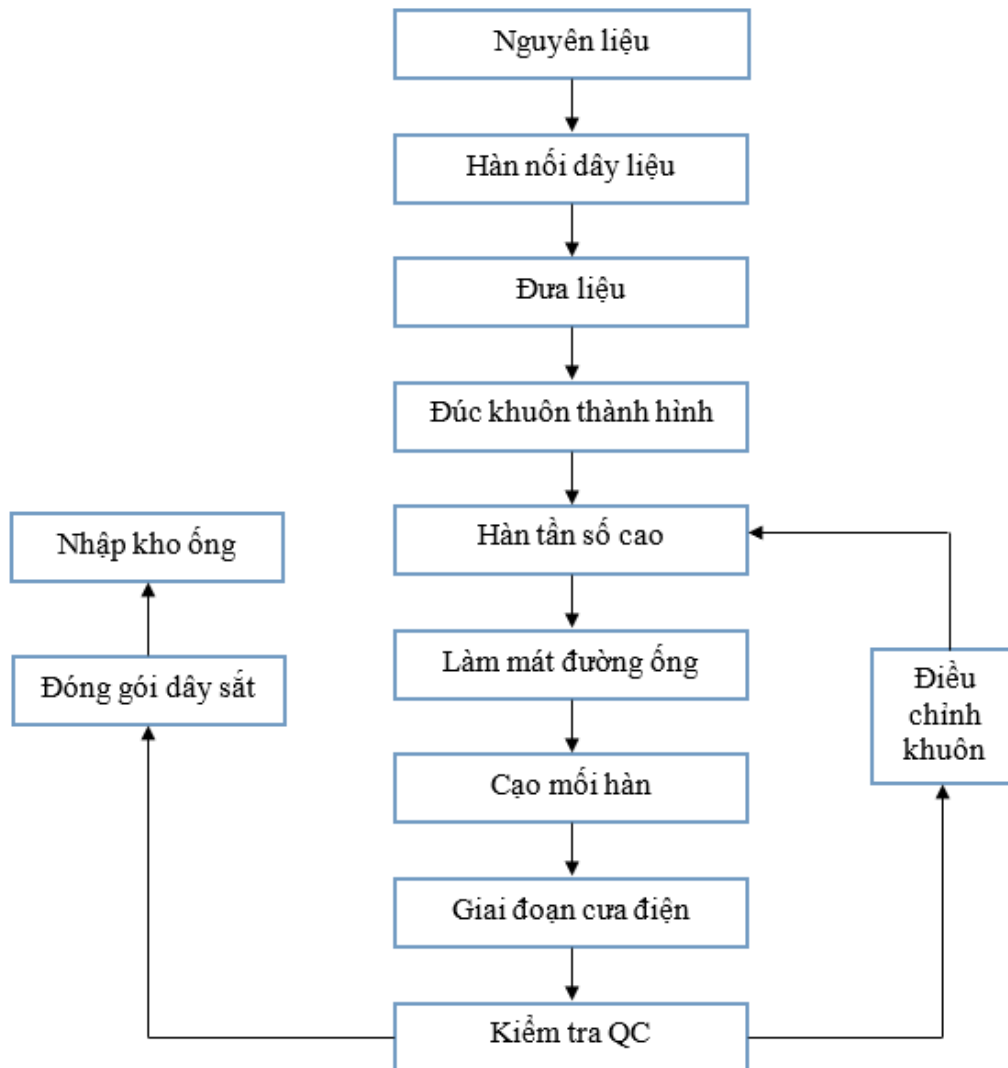 Nguyên liệu
Hàn nối dây liệu
Đưa liệu
Đúc khuôn thành hình
Hàn tần số cao
Nhập kho ống
Làm mát đường ống
Đóng gói dây sắt
Điều
chỉnh
khuôn
Cạo mối hàn
Giai đoạn cưa điện
Kiểm tra QC